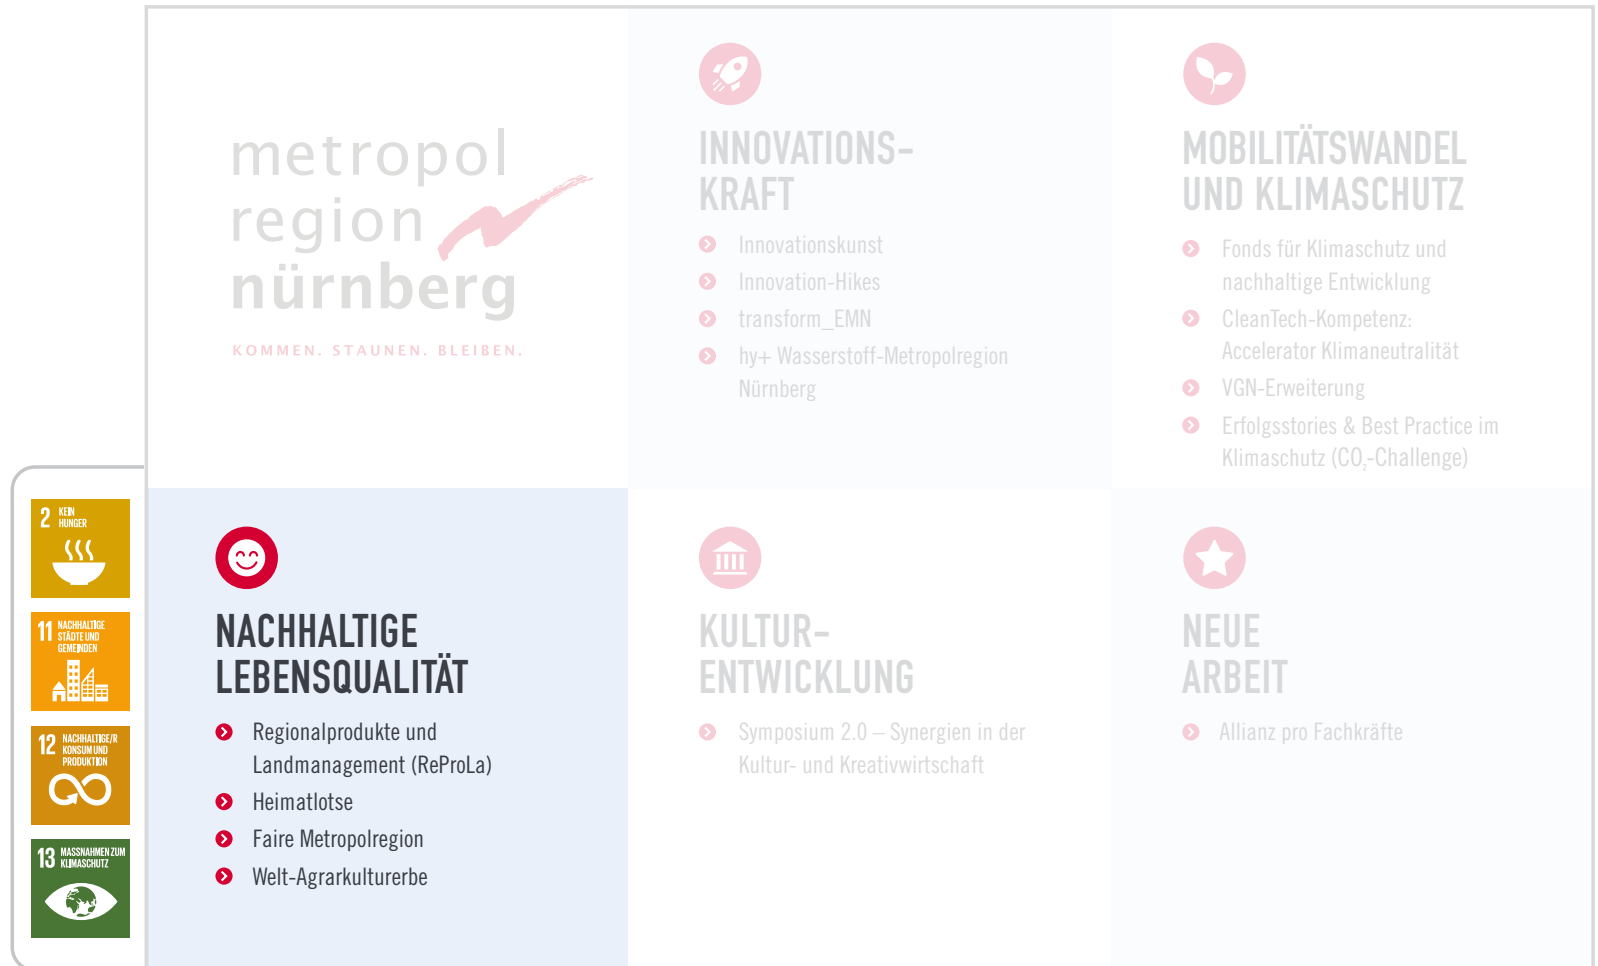 metropol
region
nürnberg
KOMMEN. STAUNEN. BLEIBEN.
INNOVATIONS-
KRAFT
Innovationskunst
Innovation-Hikes
transform_EMN
hy+ Wasserstoff-Metropolregion
Nürnberg
MOBILITÄTSWANDEL
UND KLIMASCHUTZ
Fonds für Klimaschutz und
nachhaltige Entwicklung
CleanTech-Kompetenz:
Accelerator Klimaneutralität
VGN-Erweiterung
Erfolgsstories & Best Practice im
Klimaschutz (CO₂-Challenge)
2 KEIN
HUNGER
11 NACHHALTIGE
STÄDTE UND
GEMEINDEN
12 NACHHALTIGE/R
KONSUM UND
PRODUKTION
13 MASSNAHMEN ZUM
KLIMASCHUTZ
NACHHALTIGE
LEBENSQUALITÄT
Regionalprodukte und
Landmanagement (ReProLa)
Heimatlotse
Faire Metropolregion
Welt-Agrarkulturerbe
KULTUR-
ENTWICKLUNG
Symposium 2.0 – Synergien in der
Kultur- und Kreativwirtschaft
NEUE
ARBEIT
Allianz pro Fachkräfte